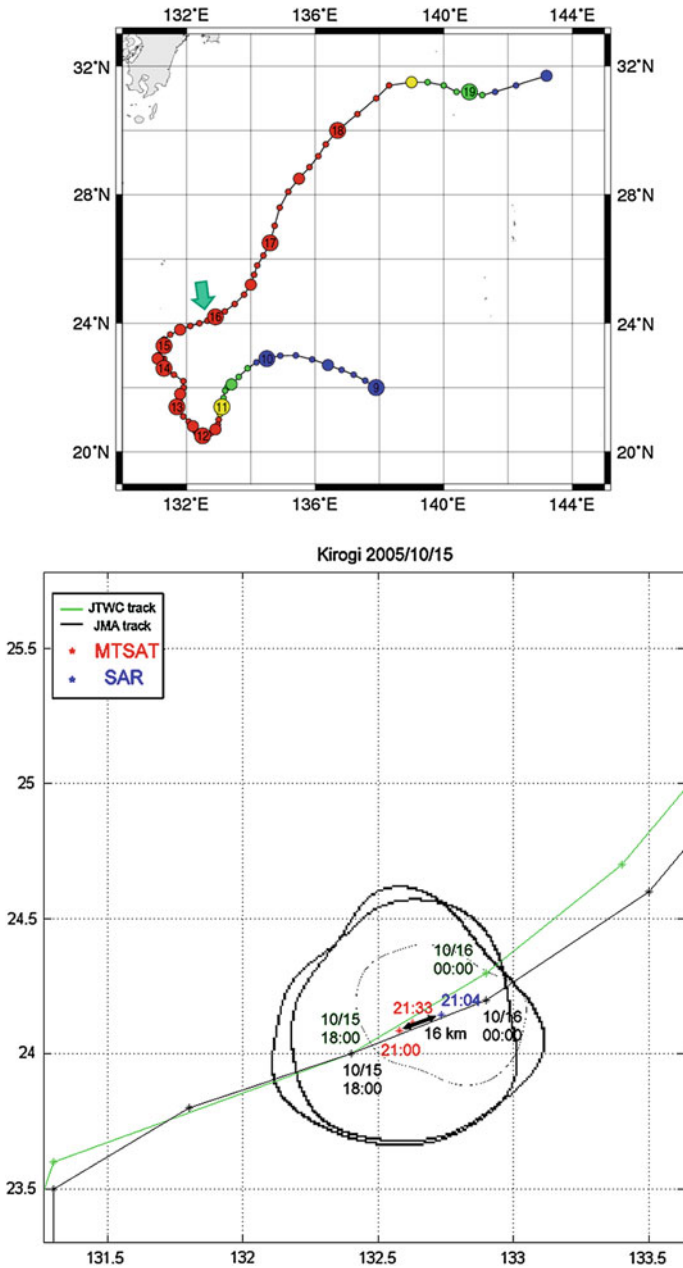 132°E 136°E 140°E 144°E
32°N 32°N
19
18
28°N 28°N
17
16
24°N 24°N
15
14
10
9
13
11
12
20°N 20°N
132°E 136°E 140°E 144°E
Kirogi 2005/10/15
JTWC track
JMA track
MTSAT
SAR
25.5
25
24.5
10/16
00:00
21:33 21:04
10/15
18:00
16 km
10/16
00:00
21:00
24
10/15
18:00
23.5
131.5 132 132.5 133 133.5